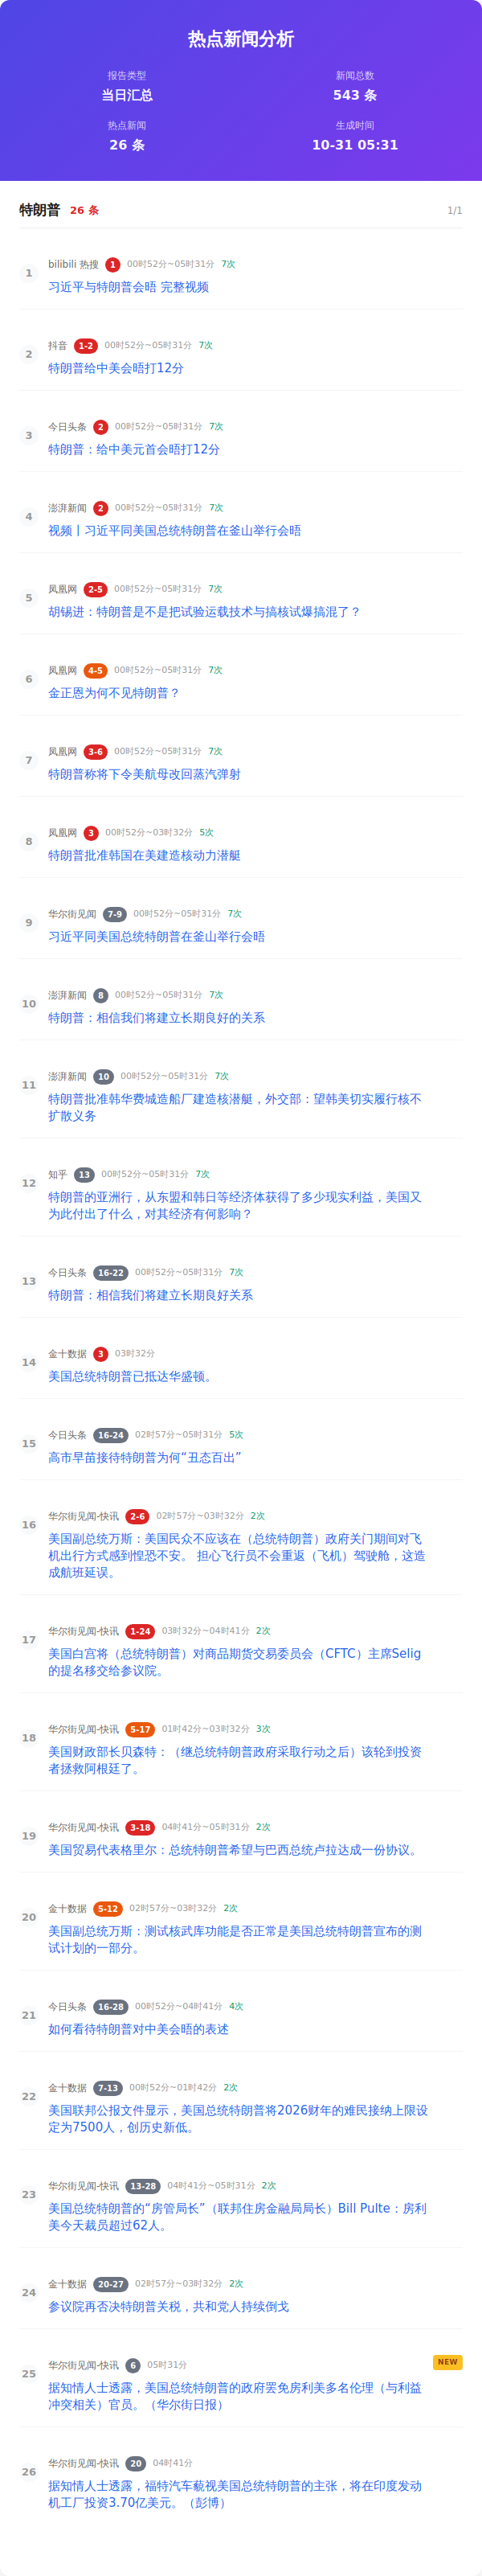 热点新闻分析
报告类型
新闻总数
当日汇总
543 条
热点新闻
生成时间
26 条
10-31 05:31
特朗普 26 条 1/1
1
bilibili 热搜 1 00时52分~05时31分 7次
习近平与特朗普会晤 完整视频
2
抖音 1-2 00时52分~05时31分 7次
特朗普给中美会晤打12分
3
今日头条 2 00时52分~05时31分 7次
特朗普：给中美元首会晤打12分
4
澎湃新闻 2 00时52分~05时31分 7次
视频丨习近平同美国总统特朗普在釜山举行会晤
5
凤凰网 2-5 00时52分~05时31分 7次
胡锡进：特朗普是不是把试验运载技术与搞核试爆搞混了？
6
凤凰网 4-5 00时52分~05时31分 7次
金正恩为何不见特朗普？
7
凤凰网 3-6 00时52分~05时31分 7次
特朗普称将下令美航母改回蒸汽弹射
8
凤凰网 3 00时52分~03时32分 5次
特朗普批准韩国在美建造核动力潜艇
9
华尔街见闻 7-9 00时52分~05时31分 7次
习近平同美国总统特朗普在釜山举行会晤
10
澎湃新闻 8 00时52分~05时31分 7次
特朗普：相信我们将建立长期良好的关系
11
澎湃新闻 10 00时52分~05时31分 7次
特朗普批准韩华费城造船厂建造核潜艇，外交部：望韩美切实履行核不
扩散义务
12
知乎 13 00时52分~05时31分 7次
特朗普的亚洲行，从东盟和韩日等经济体获得了多少现实利益，美国又
为此付出了什么，对其经济有何影响？
13
今日头条 16-22 00时52分~05时31分 7次
特朗普：相信我们将建立长期良好关系
14
金十数据 3 03时32分
美国总统特朗普已抵达华盛顿。
15
今日头条 16-24 02时57分~05时31分 5次
高市早苗接待特朗普为何“丑态百出”
16
华尔街见闻-快讯 2-6 02时57分~03时32分 2次
美国副总统万斯：美国民众不应该在（总统特朗普）政府关门期间对飞
机出行方式感到惶恐不安。 担心飞行员不会重返（飞机）驾驶舱，这造
成航班延误。
17
华尔街见闻-快讯 1-24 03时32分~04时41分 2次
美国白宫将（总统特朗普）对商品期货交易委员会（CFTC）主席Selig
的提名移交给参议院。
18
华尔街见闻-快讯 5-17 01时42分~03时32分 3次
美国财政部长贝森特：（继总统特朗普政府采取行动之后）该轮到投资
者拯救阿根廷了。
19
华尔街见闻-快讯 3-18 04时41分~05时31分 2次
美国贸易代表格里尔：总统特朗普希望与巴西总统卢拉达成一份协议。
20
金十数据 5-12 02时57分~03时32分 2次
美国副总统万斯：测试核武库功能是否正常是美国总统特朗普宣布的测
试计划的一部分。
21
今日头条 16-28 00时52分~04时41分 4次
如何看待特朗普对中美会晤的表述
22
金十数据 7-13 00时52分~01时42分 2次
美国联邦公报文件显示，美国总统特朗普将2026财年的难民接纳上限设
定为7500人，创历史新低。
23
华尔街见闻-快讯 13-28 04时41分~05时31分 2次
美国总统特朗普的“房管局长”（联邦住房金融局局长）Bill Pulte：房利
美今天裁员超过62人。
24
金十数据 20-27 02时57分~03时32分 2次
参议院再否决特朗普关税，共和党人持续倒戈
25
华尔街见闻-快讯 6 05时31分 NEW
据知情人士透露，美国总统特朗普的政府罢免房利美多名伦理（与利益
冲突相关）官员。（华尔街日报）
26
华尔街见闻-快讯 20 04时41分
据知情人士透露，福特汽车藐视美国总统特朗普的主张，将在印度发动
机工厂投资3.70亿美元。（彭博）